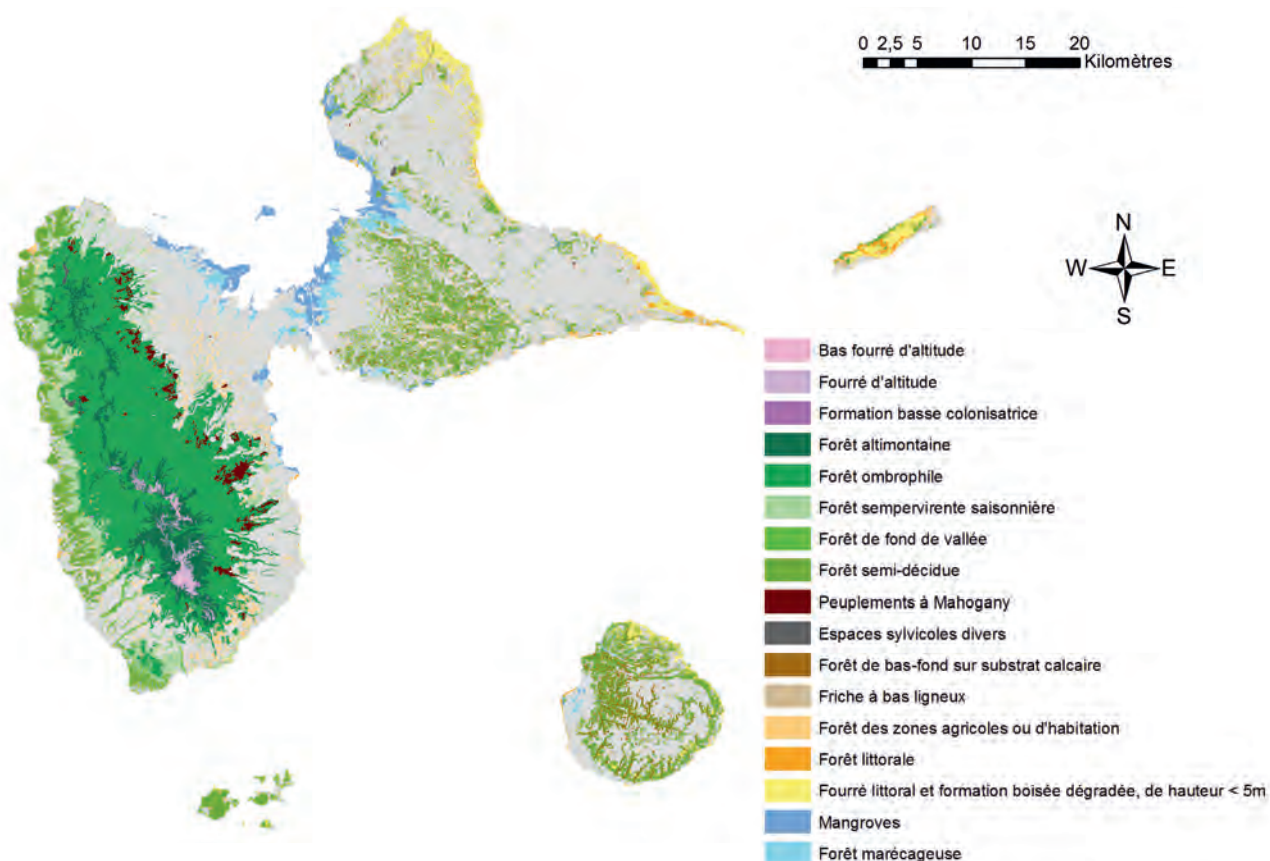 0 2,5 5 10 15 20
Kilomètres
N
W E
S
Bas fourré d'altitude
Fourré d'altitude
Formation basse colonisatrice
Forêt altimontaine
Forêt ombrophile
Forêt sempervirente saisonnière
Forêt de fond de vallée
Forêt semi-décidue
Peuplements à Mahogany
Espaces sylvicoles divers
Forêt de bas-fond sur substrat calcaire
Friche à bas ligneux
Forêt des zones agricoles ou d'habitation
Forêt littorale
Fourré littoral et formation boisée dégradée, de hauteur < 5m
Mangroves
Forêt marécageuse